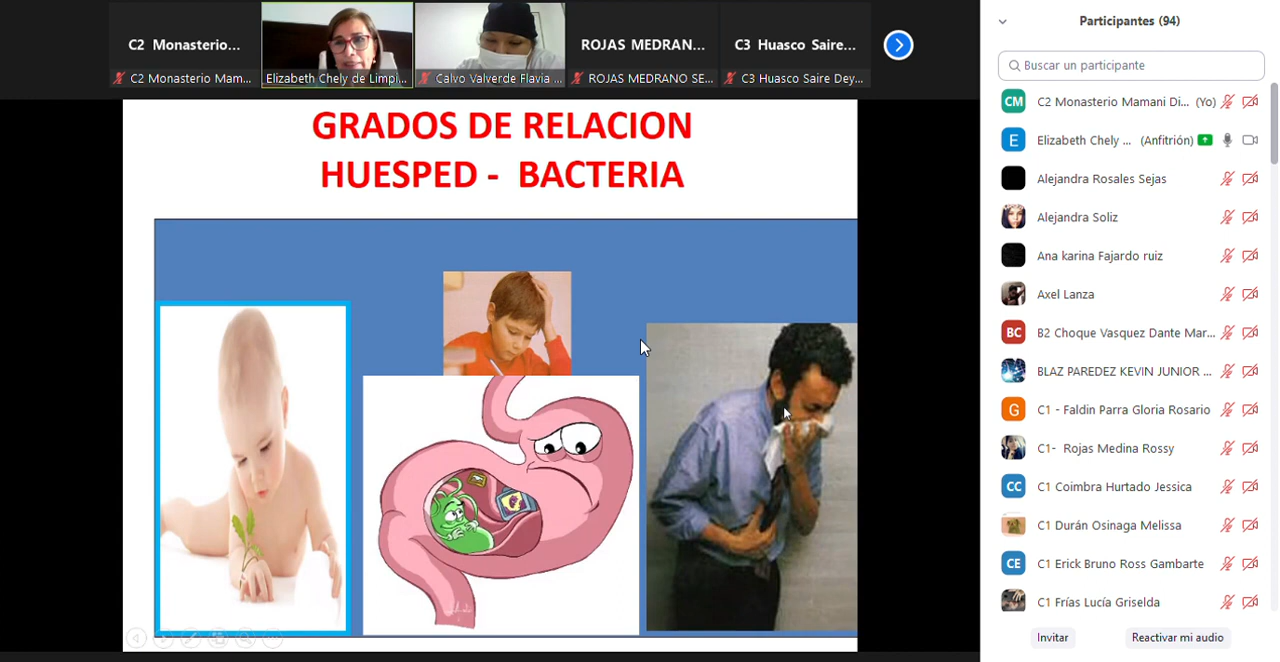 C2 Monasterio...
C2 Monasterio Mam...
Elizabeth Chely de Limpi...
Calvo Valverde Flavia ...
ROJAS MEDRAN...
ROJAS MEDRANO SE...
C3 Huasco Saire...
C3 Huasco Saire Dey...
GRADOS DE RELACION
HUESPED - BACTERIA
Participantes (94)
Buscar un participante
CM C2 Monasterio Mamani Di... (Yo)
E Elizabeth Chely ... (Anfitrión)
Alejandra Rosales Sejas
Alejandra Soliz
Ana karina Fajardo ruiz
Axel Lanza
BC B2 Choque Vasquez Dante Mar...
BLAZ PAREDEZ KEVIN JUNIOR ...
G C1 - Faldin Parra Gloria Rosario
C1- Rojas Medina Rossy
CC C1 Coimbra Hurtado Jessica
C1 Durán Osinaga Melissa
CE C1 Erick Bruno Ross Gambarte
C1 Frías Lucía Griselda
Invitar
Reactivar mi audio